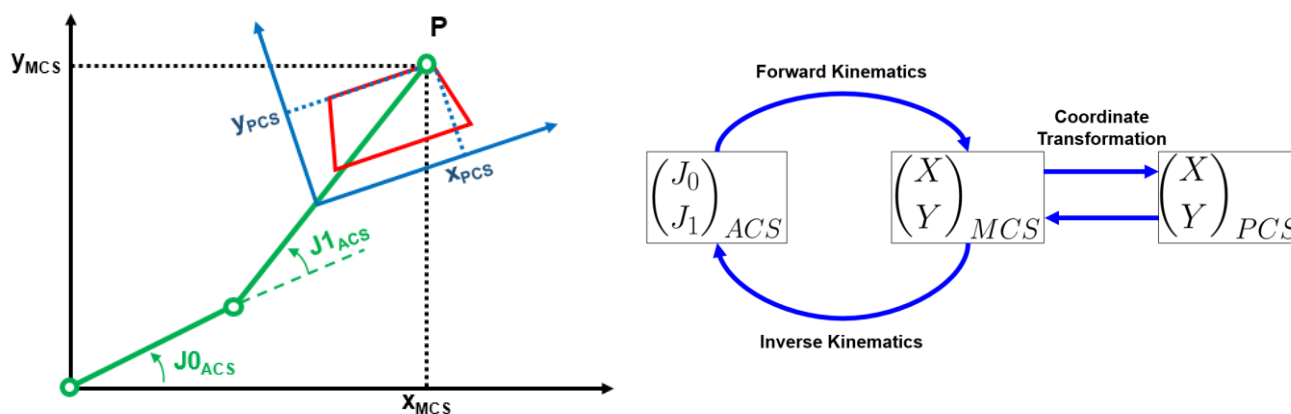 P
yMCS
yPCS
xPCS
J1ACS
J0ACS
xMCS
Forward Kinematics
Coordinate
Transformation
(J0 J1)ACS
(X Y)MCS
(X Y)PCS
Inverse Kinematics